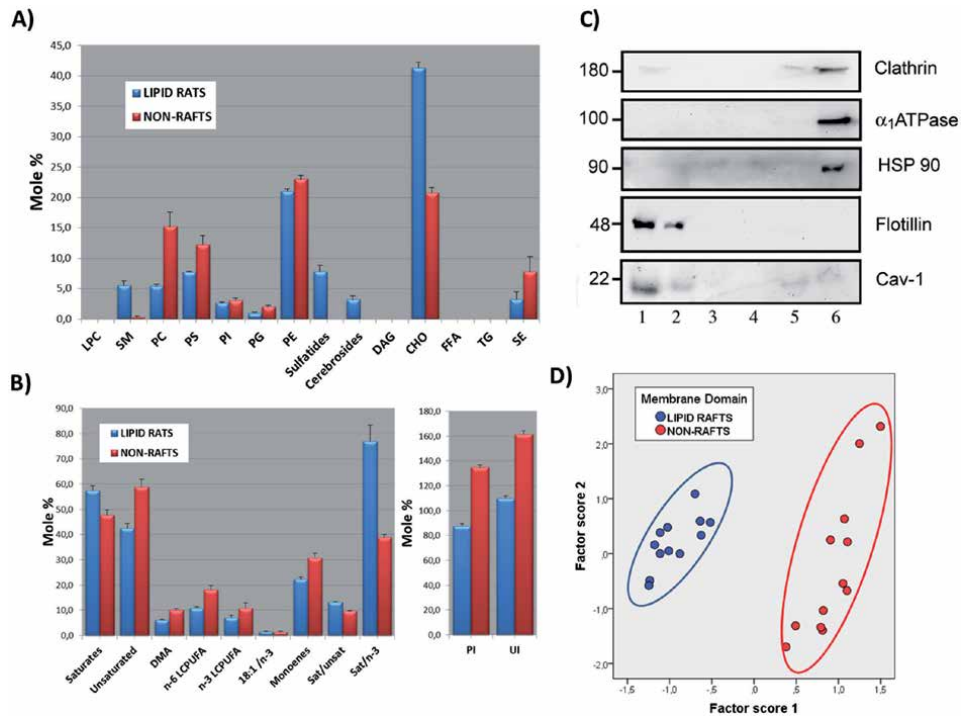 A)
45,0
40,0
35,0
30,0
25,0
20,0
15,0
10,0
5,0
0,0
Mole %
LIPID RATS
NON-RAFTS
LPC
SM
PC
PS
PI
PG
PE
Sulfatides
Cerebrosides
DAG
CHO
FFA
TG
SE
B)
90,0
80,0
70,0
60,0
50,0
40,0
30,0
20,0
10,0
0,0
Mole %
LIPID RATS
NON-RAFTS
Saturates
Unsaturated
DMA
n-6 LCPUFA
n-3 LCPUFA
18:1 /n-3
Monoenes
Sat/unsat
Sat/n-3
180,0
160,0
140,0
120,0
100,0
80,0
60,0
40,0
20,0
0,0
Mole %
PI
UI
C)
180
Clathrin
100
α₁ATPase
90
HSP 90
48
Flotillin
22
Cav-1
1 2 3 4 5 6
D)
3,0
2,0
1,0
,0
-1,0
-2,0
Factor score 2
Membrane Domain
LIPID RAFTS
NON-RAFTS
-1,5 -1,0 -,5 ,0 ,5 1,0 1,5
Factor score 1